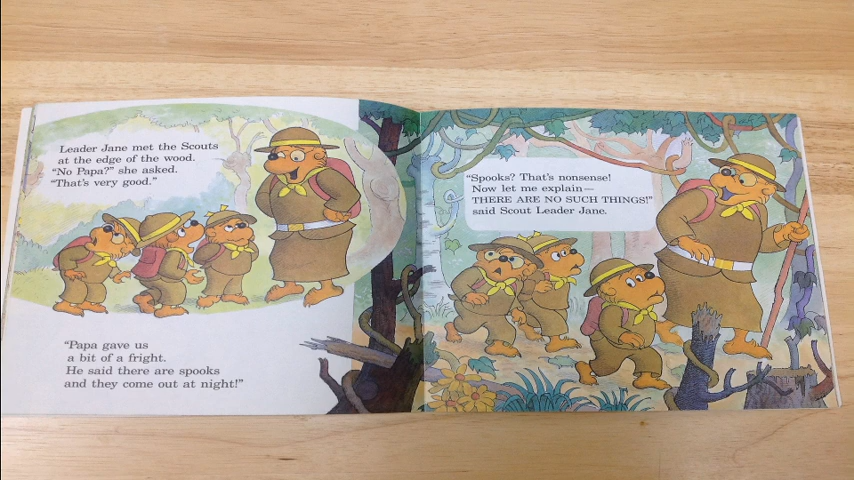 Leader Jane met the Scouts
at the edge of the wood.
“No Papa?” she asked.
“That’s very good.”
“Papa gave us
a bit of a fright.
He said there are spooks
and they come out at night!”
“Spooks? That’s nonsense!
Now let me explain—
THERE ARE NO SUCH THINGS!”
said Scout Leader Jane.